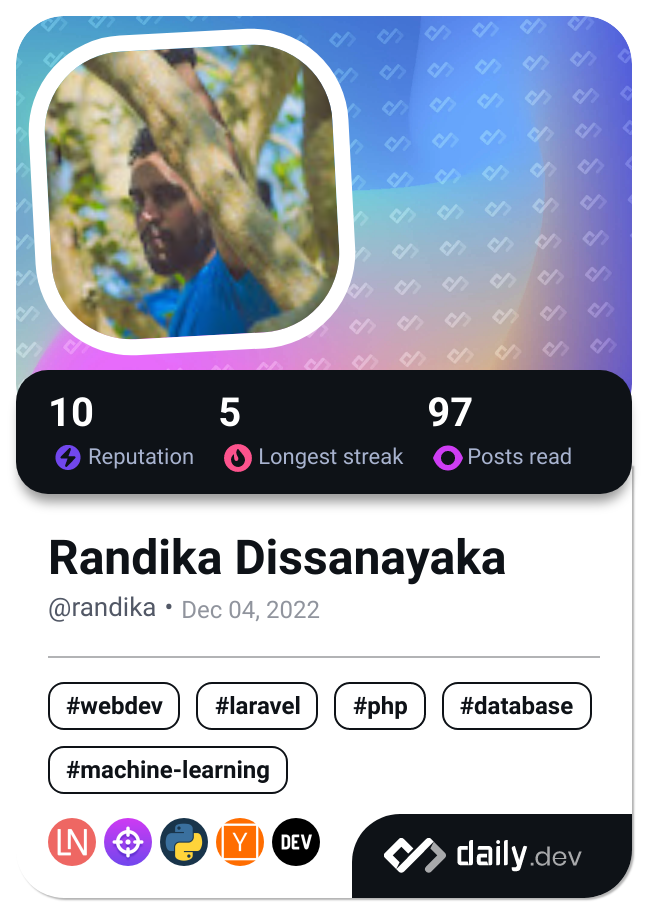 10 5 97
Reputation Longest streak Posts read
Randika Dissanayaka
@randika • Dec 04, 2022
#webdev #laravel #php #database
#machine-learning
LN Y DEV
daily.dev